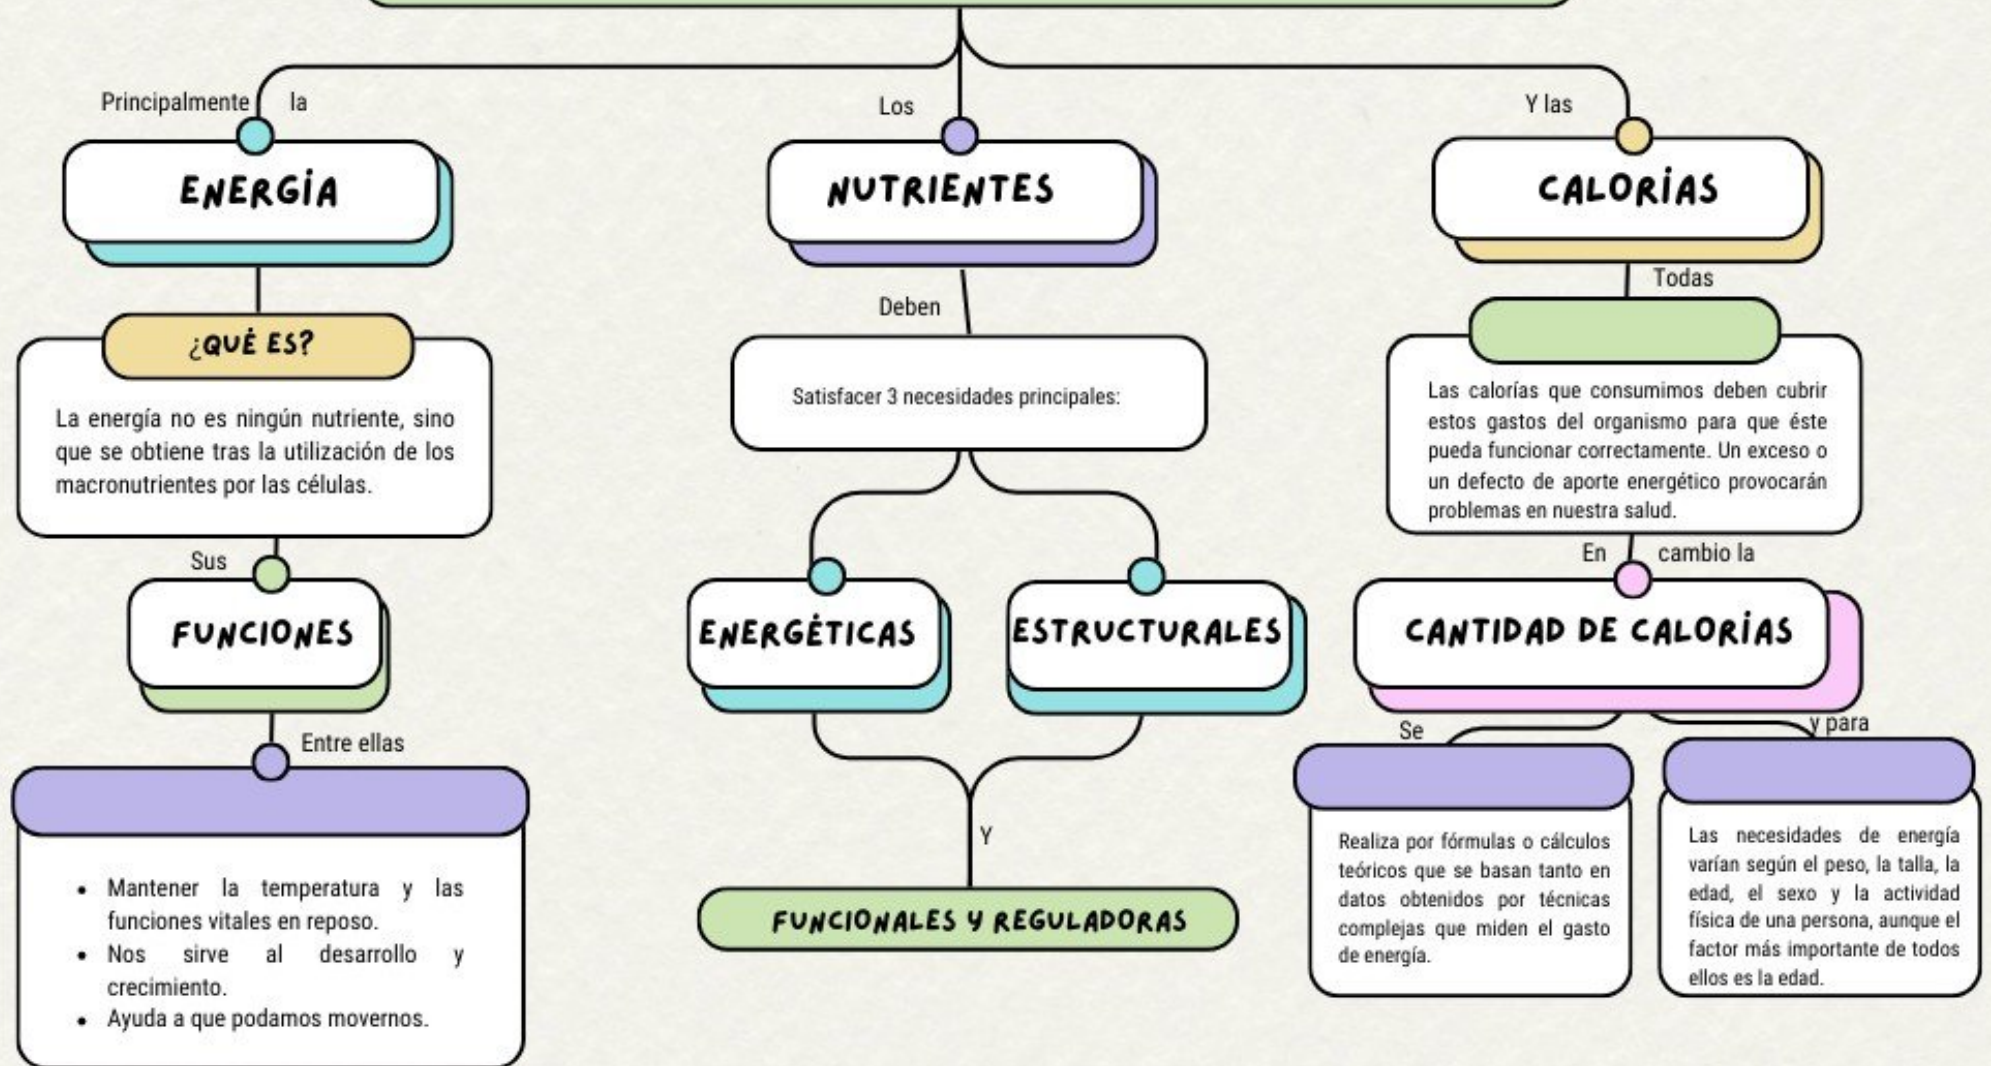 Principalmente la
ENERGÍA
¿QUÉ ES?
La energía no es ningún nutriente, sino
que se obtiene tras la utilización de los
macronutrientes por las células.
Sus
FUNCIONES
Entre ellas
Mantener la temperatura y las
funciones vitales en reposo.
Nos sirve al desarrollo y
crecimiento.
Ayuda a que podamos movernos.
Los
NUTRIENTES
Deben
Satisfacer 3 necesidades principales:
ENERGÉTICAS
ESTRUCTURALES
Y
FUNCIONALES Y REGULADORAS
Y las
CALORÍAS
Todas
Las calorías que consumimos deben cubrir
estos gastos del organismo para que éste
pueda funcionar correctamente. Un exceso o
un defecto de aporte energético provocarán
problemas en nuestra salud.
En cambio la
CANTIDAD DE CALORÍAS
Se
Realiza por fórmulas o cálculos
teóricos que se basan tanto en
datos obtenidos por técnicas
complejas que miden el gasto
de energía.
y para
Las necesidades de energía
varían según el peso, la talla, la
edad, el sexo y la actividad
física de una persona, aunque el
factor más importante de todos
ellos es la edad.